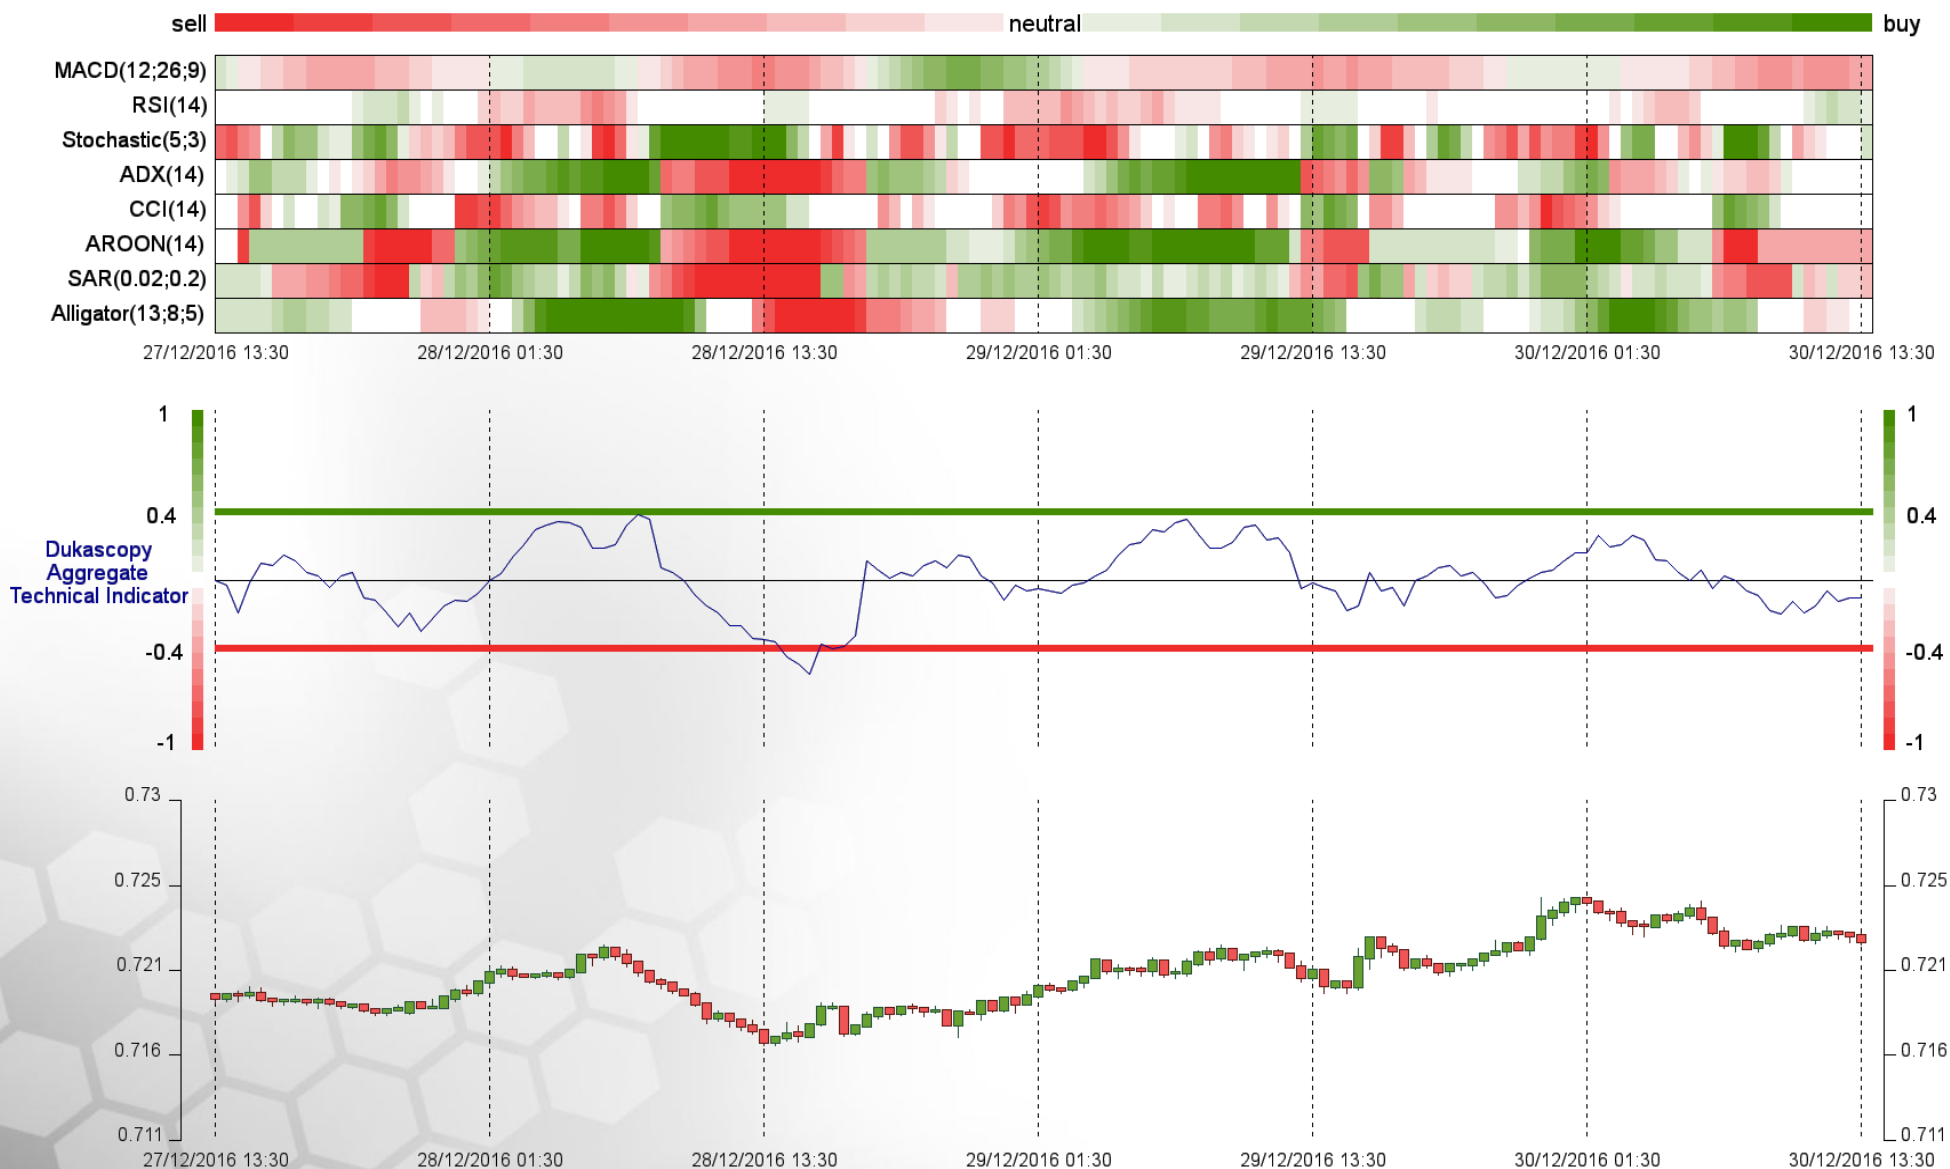 sell neutral buy
MACD(12;26;9)
RSI(14)
Stochastic(5;3)
ADX(14)
CCI(14)
AROON(14)
SAR(0.02;0.2)
Alligator(13;8;5)
27/12/2016 13:30 28/12/2016 01:30 28/12/2016 13:30 29/12/2016 01:30 29/12/2016 13:30 30/12/2016 01:30 30/12/2016 13:30
1 1
0.4 0.4
Dukascopy
Aggregate
Technical Indicator
-0.4 -0.4
-1 -1
0.73 0.73
0.725 0.725
0.721 0.721
0.716 0.716
0.711 0.711
27/12/2016 13:30 28/12/2016 01:30 28/12/2016 13:30 29/12/2016 01:30 29/12/2016 13:30 30/12/2016 01:30 30/12/2016 13:30